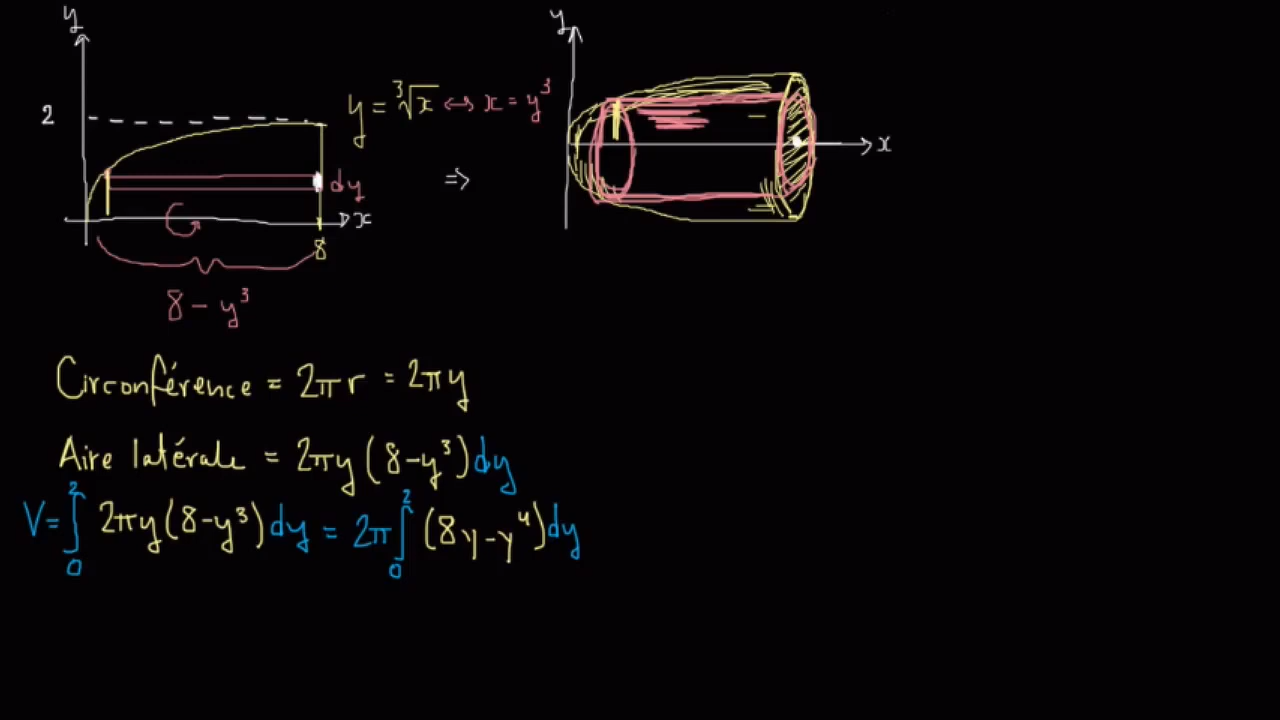 y
y
2
y = ∛x ↔ x = y³
x
dy
⇒
x
8
8 - y³
Circonférence = 2πr = 2πy
Aire latérale = 2πy(8-y³)dy
V = ∫₀² 2πy(8-y³)dy = 2π∫₀² (8y-y⁴)dy